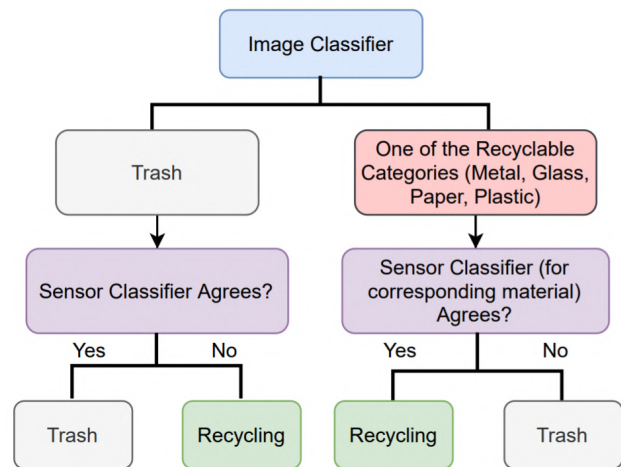 Image Classifier
Trash
One of the Recyclable
Categories (Metal, Glass,
Paper, Plastic)
Sensor Classifier Agrees?
Sensor Classifier (for
corresponding material)
Agrees?
Yes
No
Yes
No
Trash
Recycling
Recycling
Trash